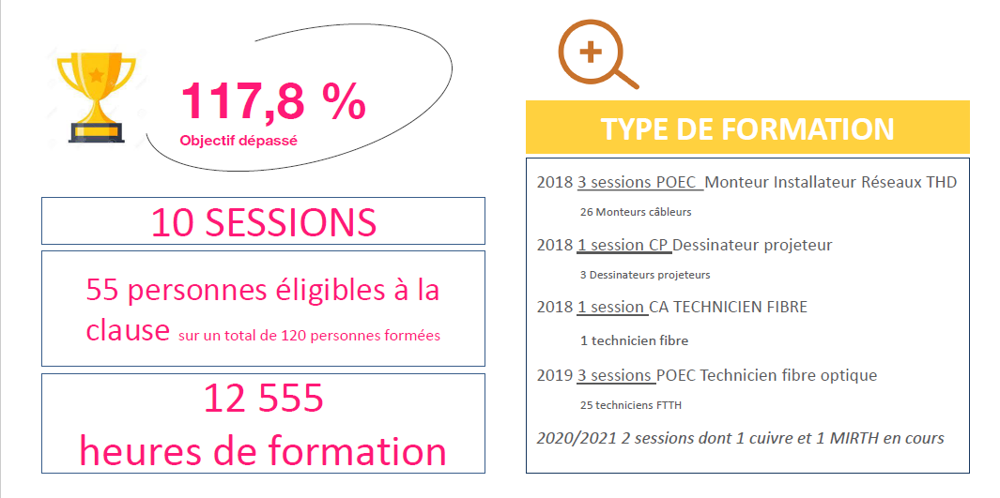 117,8 %
Objectif dépassé
10 SESSIONS
55 personnes éligibles à la
clause sur un total de 120 personnes formées
12 555
heures de formation
TYPE DE FORMATION
2018 3 sessions POEC Monteur Installateur Réseaux THD
26 Monteurs câbleurs
2018 1 session CP Dessinateur projeteur
3 Dessinateurs projeteurs
2018 1 session CA TECHNICIEN FIBRE
1 technicien fibre
2019 3 sessions POEC Technicien fibre optique
25 techniciens FTTH
2020/2021 2 sessions dont 1 cuivre et 1 MIRTH en cours